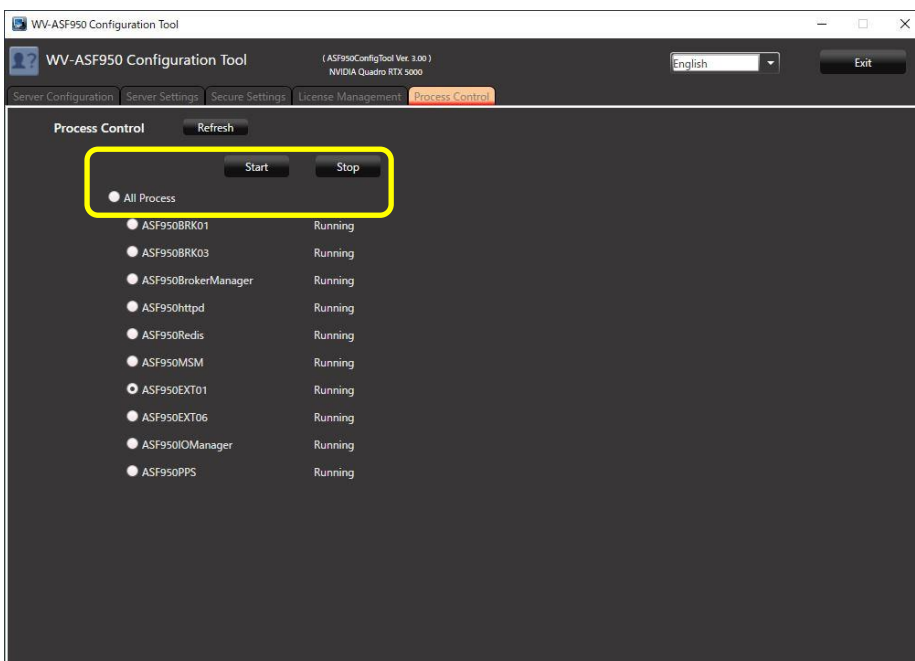 WV-ASF950 Configuration Tool
WV-ASF950 Configuration Tool
( ASF950ConfigTool Ver. 3.00 )
NVIDIA Quadro RTX 5000
English
Exit
Server Configuration Server Settings Secure Settings License Management Process Control
Process Control Refresh
Start Stop
All Process
ASF950BRK01 Running
ASF950BRK03 Running
ASF950BrokerManager Running
ASF950httpd Running
ASF950Redis Running
ASF950MSM Running
ASF950EXT01 Running
ASF950EXT06 Running
ASF950IOManager Running
ASF950PPS Running